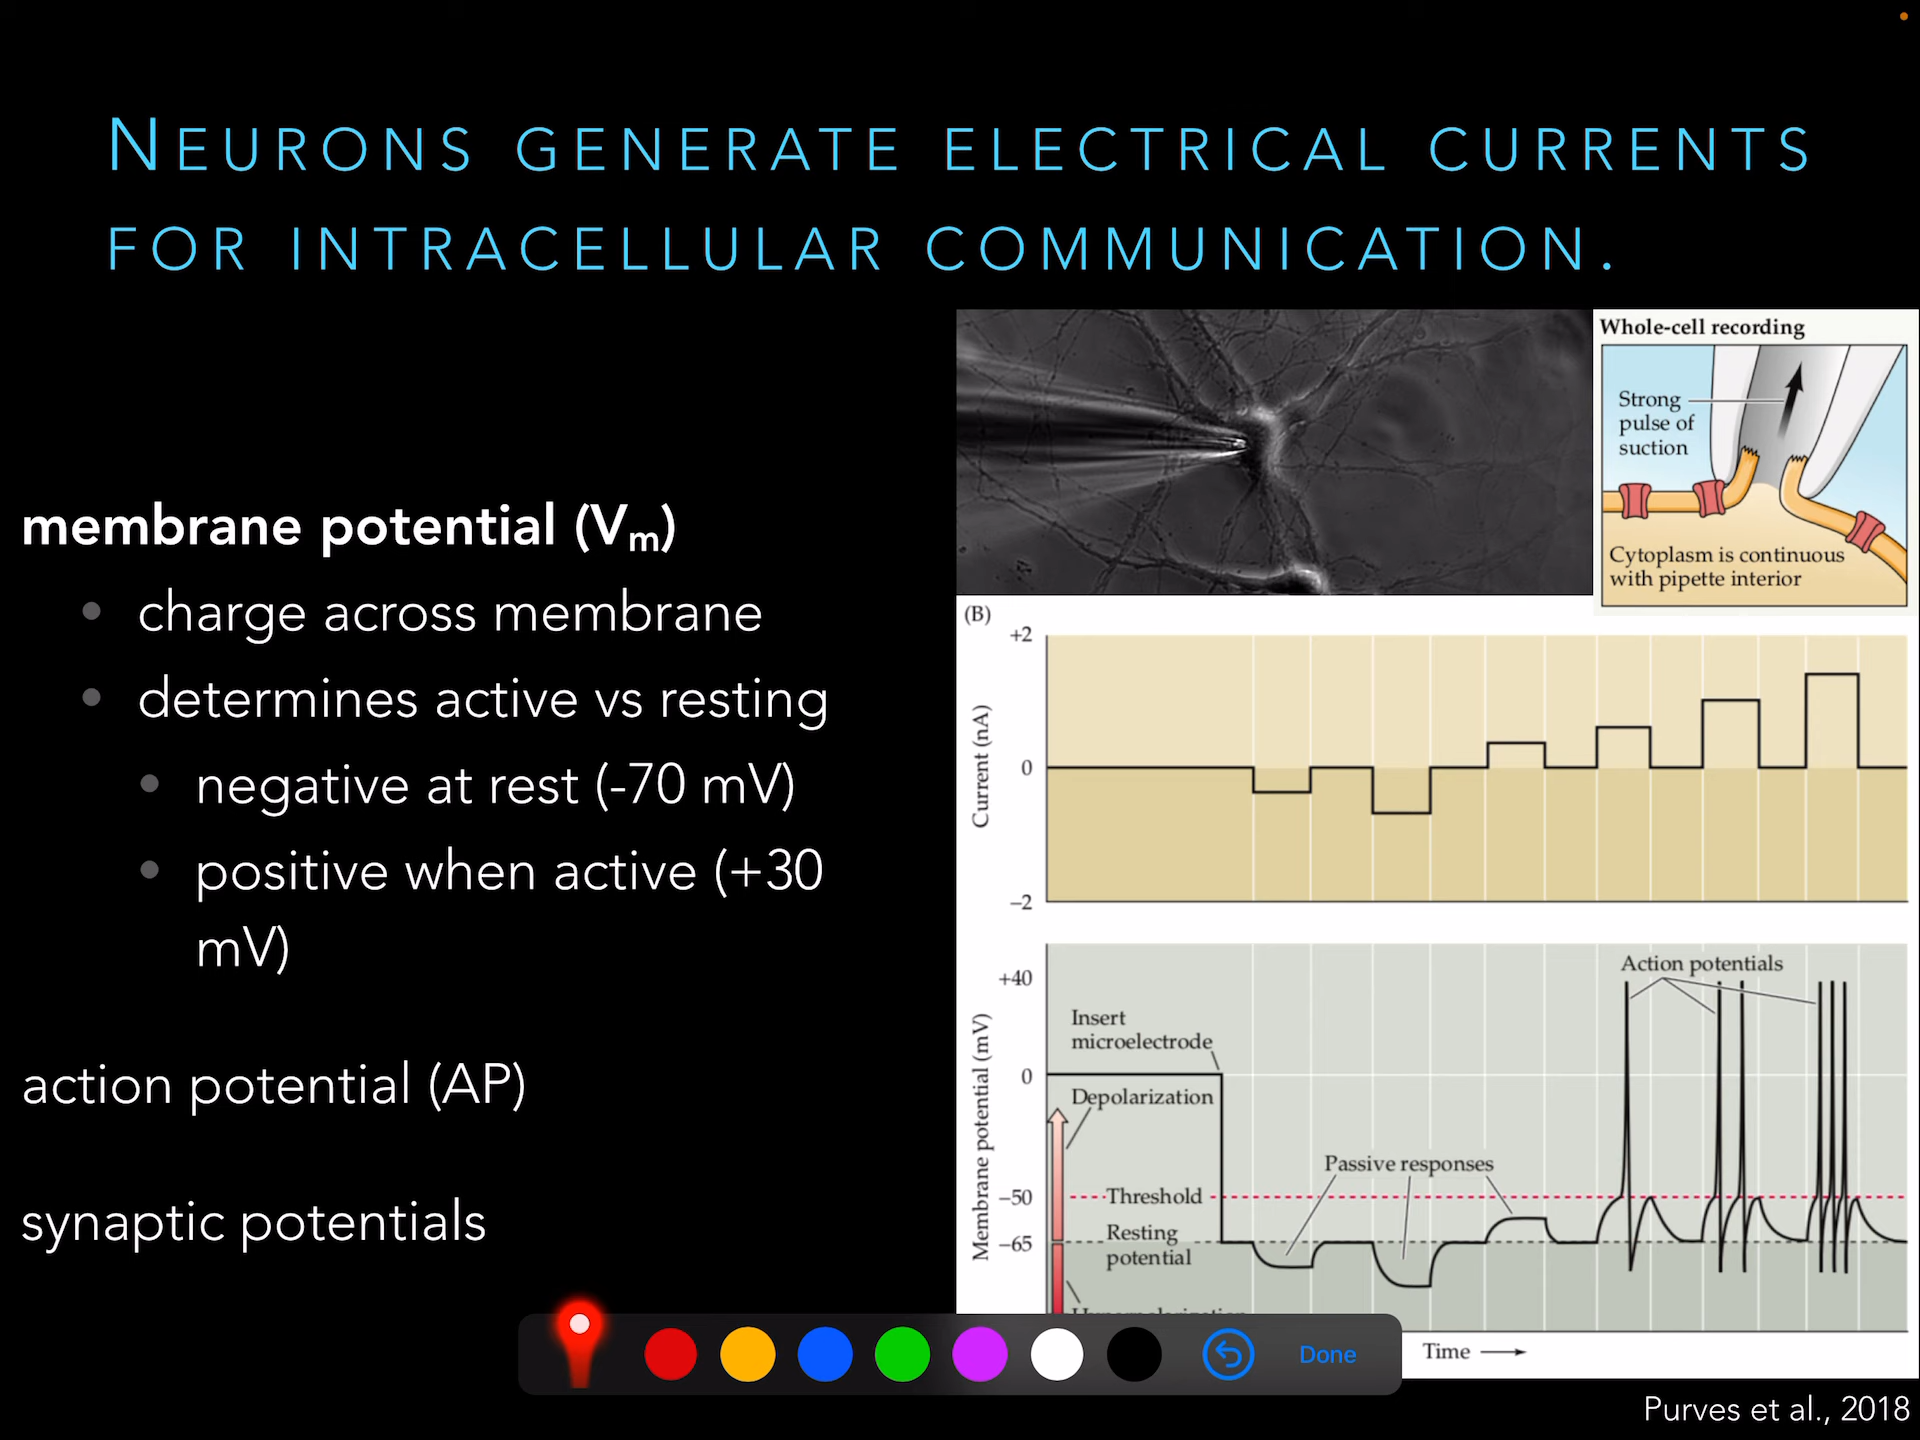 NEURONS GENERATE ELECTRICAL CURRENTS
FOR INTRACELLULAR COMMUNICATION.
membrane potential (Vm)
• charge across membrane
• determines active vs resting
• negative at rest (-70 mV)
• positive when active (+30
mV)
action potential (AP)
synaptic potentials
Whole-cell recording
Strong
pulse of
suction
Cytoplasm is continuous
with pipette interior
(B)
+2
Current (nA)
0
−2
Action potentials
+40
Insert
microelectrode
Membrane potential (mV)
0
Depolarization
Passive responses
−50
Threshold
Resting
−65
potential
Hyperpolarization
Time
Done
Purves et al., 2018